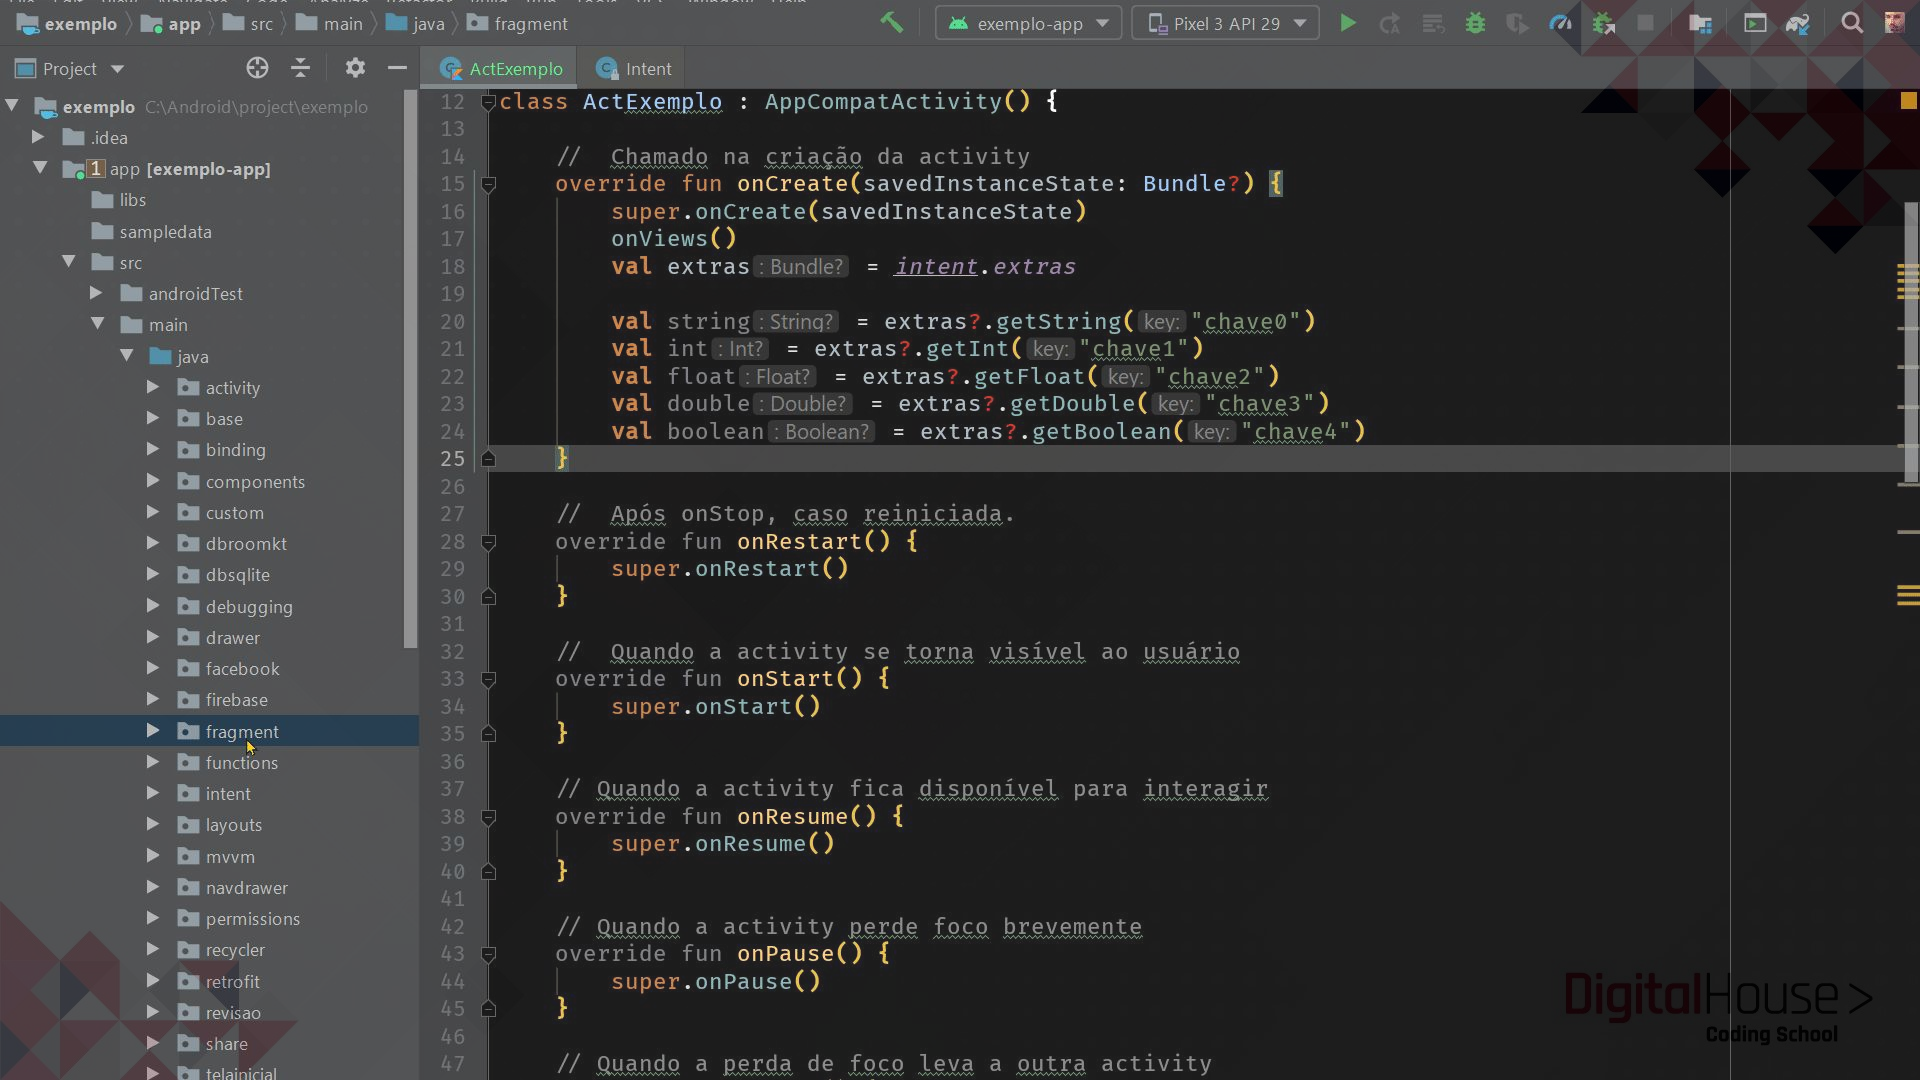 exemplo app src main java fragment exemplo-app Pixel 3 API 29
Project
ActExemplo Intent
exemplo C:\Android\project\exemplo
.idea
1 app [exemplo-app]
libs
sampledata
src
androidTest
main
java
activity
base
binding
components
custom
dbroomkt
dbsqlite
debugging
drawer
facebook
firebase
fragment
functions
intent
layouts
mvvm
navdrawer
permissions
recycler
retrofit
revisao
share
telainicial
12 class ActExemplo : AppCompatActivity() {
13
14 // Chamado na criação da activity
15 override fun onCreate(savedInstanceState: Bundle?) {
16 super.onCreate(savedInstanceState)
17 onViews()
18 val extras : Bundle? = intent.extras
19
20 val string : String? = extras?.getString( key: "chave0")
21 val int : Int? = extras?.getInt( key: "chave1")
22 val float : Float? = extras?.getFloat( key: "chave2")
23 val double : Double? = extras?.getDouble( key: "chave3")
24 val boolean : Boolean? = extras?.getBoolean( key: "chave4")
25 }
26
27 // Após onStop, caso reiniciada.
28 override fun onRestart() {
29 super.onRestart()
30 }
31
32 // Quando a activity se torna visível ao usuário
33 override fun onStart() {
34 super.onStart()
35 }
36
37 // Quando a activity fica disponível para interagir
38 override fun onResume() {
39 super.onResume()
40 }
41
42 // Quando a activity perde foco brevemente
43 override fun onPause() {
44 super.onPause()
45 }
46
47 // Quando a perda de foco leva a outra activity
DigitalHouse >
Coding School